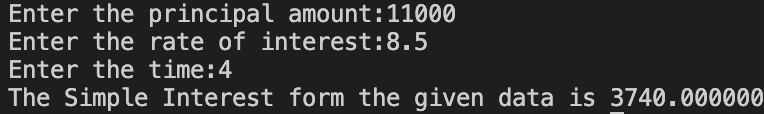 Enter the principal amount:11000
Enter the rate of interest:8.5
Enter the time:4
The Simple Interest form the given data is 3740.000000